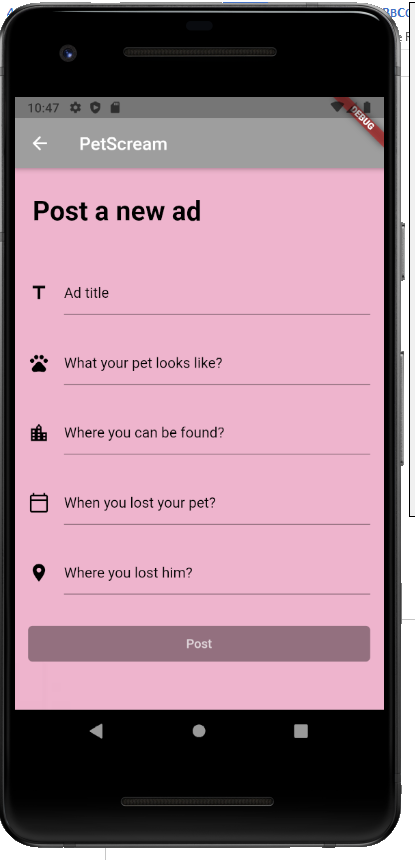 10:47
DEBUG
PetScream
Post a new ad
Ad title
What your pet looks like?
Where you can be found?
When you lost your pet?
Where you lost him?
Post